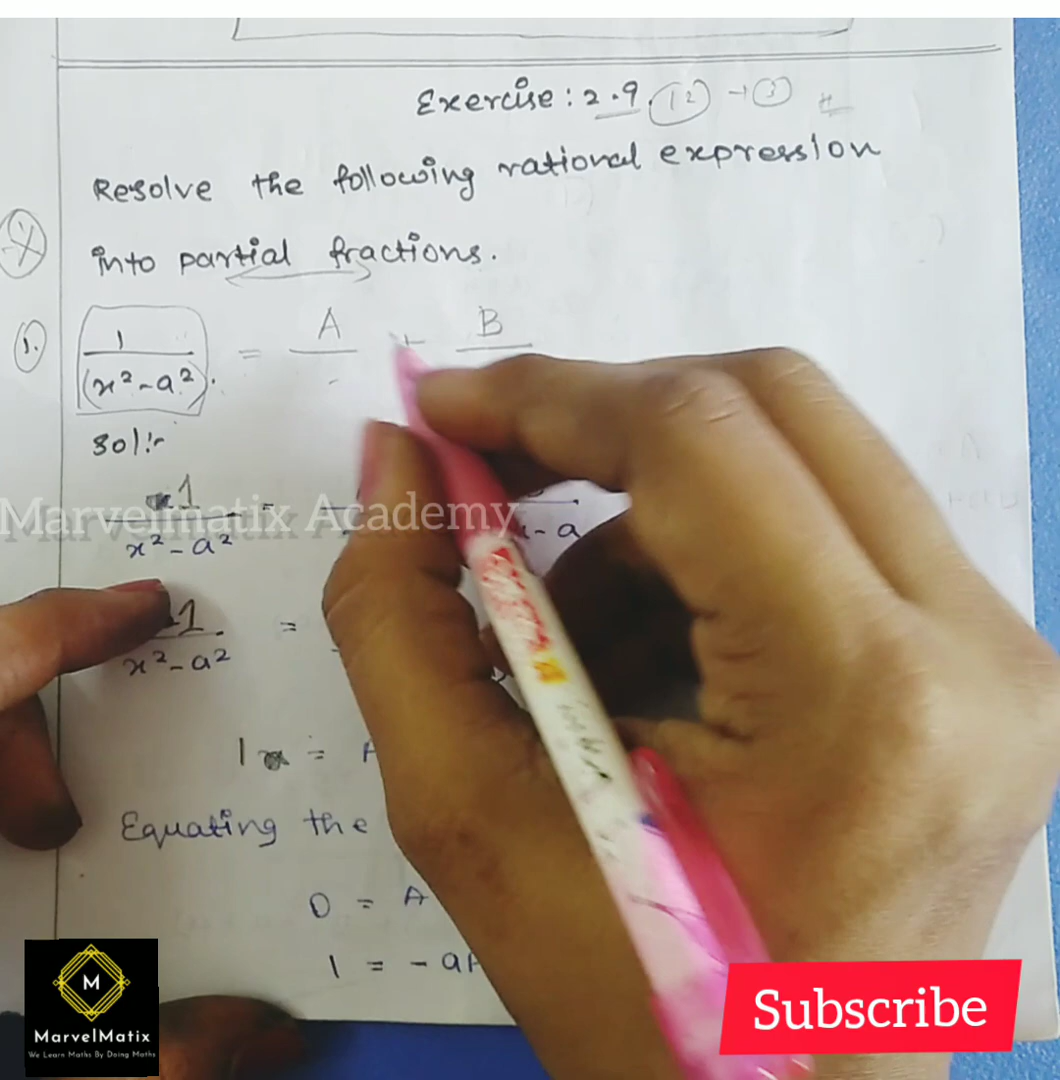 Exercise: 2.9 12 → 3
Resolve the following rational expression
into partial fractions.
1. 1 = A + B
(x² - a²).
Sol:-
1 =
x² - a² x - a
Marvelmatix Academy
1 =
x² - a²
1 = A
Equating the
0 = A
1 = - aA
M
MARVELMATIX
We Learn Maths By Doing Maths
Subscribe